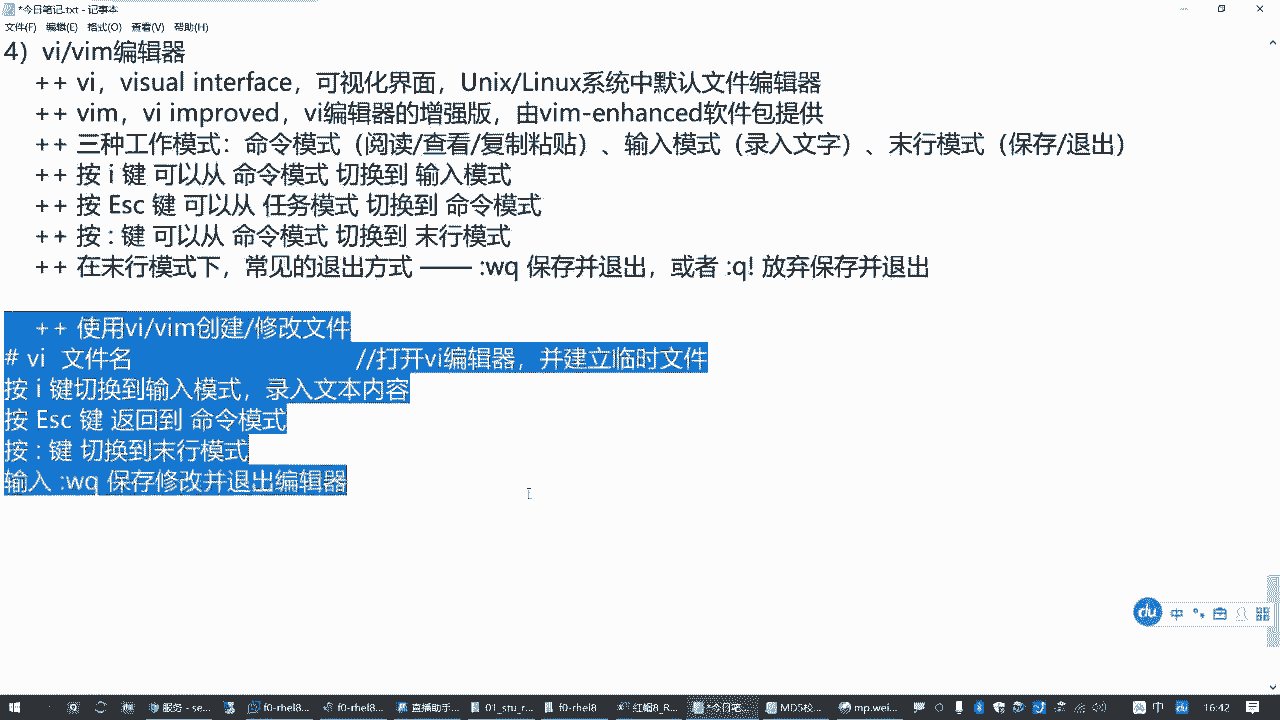 *今日笔记.txt - 记事本
文件(F) 编辑(E) 格式(O) 查看(V) 帮助(H)
4）vi/vim编辑器
++ vi，visual interface，可视化界面，Unix/Linux系统中默认文件编辑器
++ vim，vi improved，vi编辑器的增强版，由vim-enhanced软件包提供
++ 三种工作模式：命令模式（阅读/查看/复制粘贴）、输入模式（录入文字）、末行模式（保存/退出）
++ 按 i 键 可以从 命令模式 切换到 输入模式
++ 按 Esc 键 可以从 任务模式 切换到 命令模式
++ 按 : 键 可以从 命令模式 切换到 末行模式
++ 在末行模式下，常见的退出方式 —— :wq 保存并退出，或者 :q! 放弃保存并退出
++ 使用vi/vim创建/修改文件
# vi 文件名 //打开vi编辑器，并建立临时文件
按 i 键切换到输入模式，录入文本内容
按 Esc 键 返回到 命令模式
按 : 键 切换到末行模式
输入 :wq 保存修改并退出编辑器
du 中
服务 - se... f0-rhel8... f0-rhel8... 直播助手... 01_stu_r... f0-rhel8 红帽8_R... *今日笔... MD5校... mp.wei... 中 du 16:42